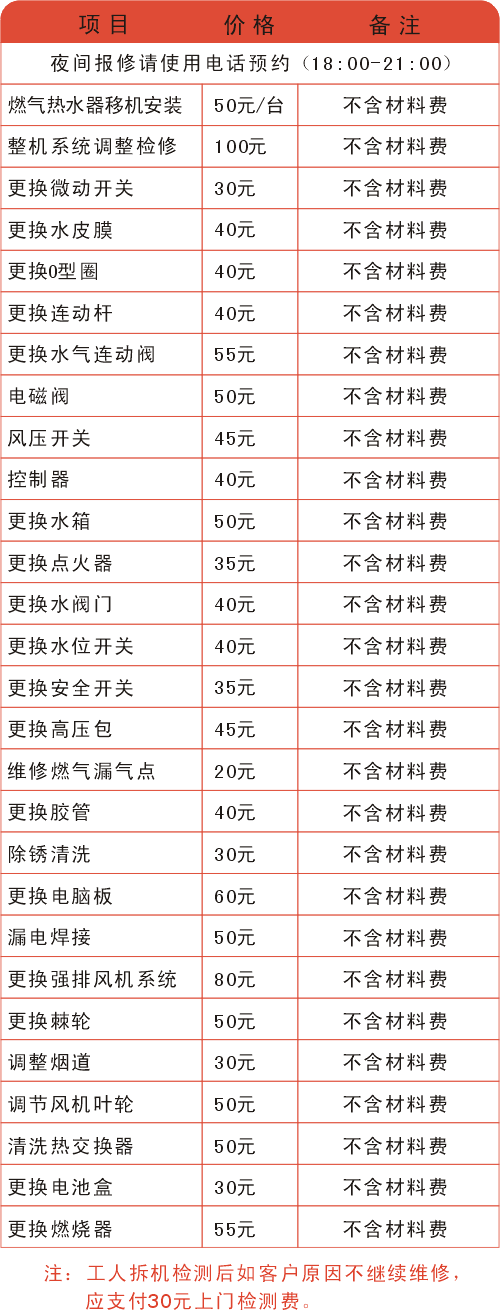 项目 价格 备注
夜间报修请使用电话预约（18:00-21:00）
燃气热水器移机安装 50元/台 不含材料费
整机系统调整检修 100元 不含材料费
更换微动开关 30元 不含材料费
更换水皮膜 40元 不含材料费
更换O型圈 40元 不含材料费
更换连动杆 40元 不含材料费
更换水气连动阀 55元 不含材料费
电磁阀 50元 不含材料费
风压开关 45元 不含材料费
控制器 40元 不含材料费
更换水箱 50元 不含材料费
更换点火器 35元 不含材料费
更换水阀门 40元 不含材料费
更换水位开关 40元 不含材料费
更换安全开关 35元 不含材料费
更换高压包 45元 不含材料费
维修燃气漏气点 20元 不含材料费
更换胶管 40元 不含材料费
除锈清洗 30元 不含材料费
更换电脑板 60元 不含材料费
漏电焊接 50元 不含材料费
更换强排风机系统 80元 不含材料费
更换棘轮 50元 不含材料费
调整烟道 30元 不含材料费
调节风机叶轮 50元 不含材料费
清洗热交换器 50元 不含材料费
更换电池盒 30元 不含材料费
更换燃烧器 55元 不含材料费
注：工人拆机检测后如客户原因不继续维修，
应支付30元上门检测费。